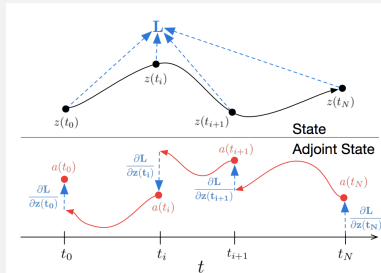 L
z(t_i)
z(t_0)
z(t_{i+1})
z(t_N)
State
Adjoint State
a(t_0)
a(t_{i+1})
a(t_i)
a(t_N)
∂L/∂z(t_0)
∂L/∂z(t_i)
∂L/∂z(t_{i+1})
∂L/∂z(t_N)
t_0 t_i t_{i+1} t_N
t